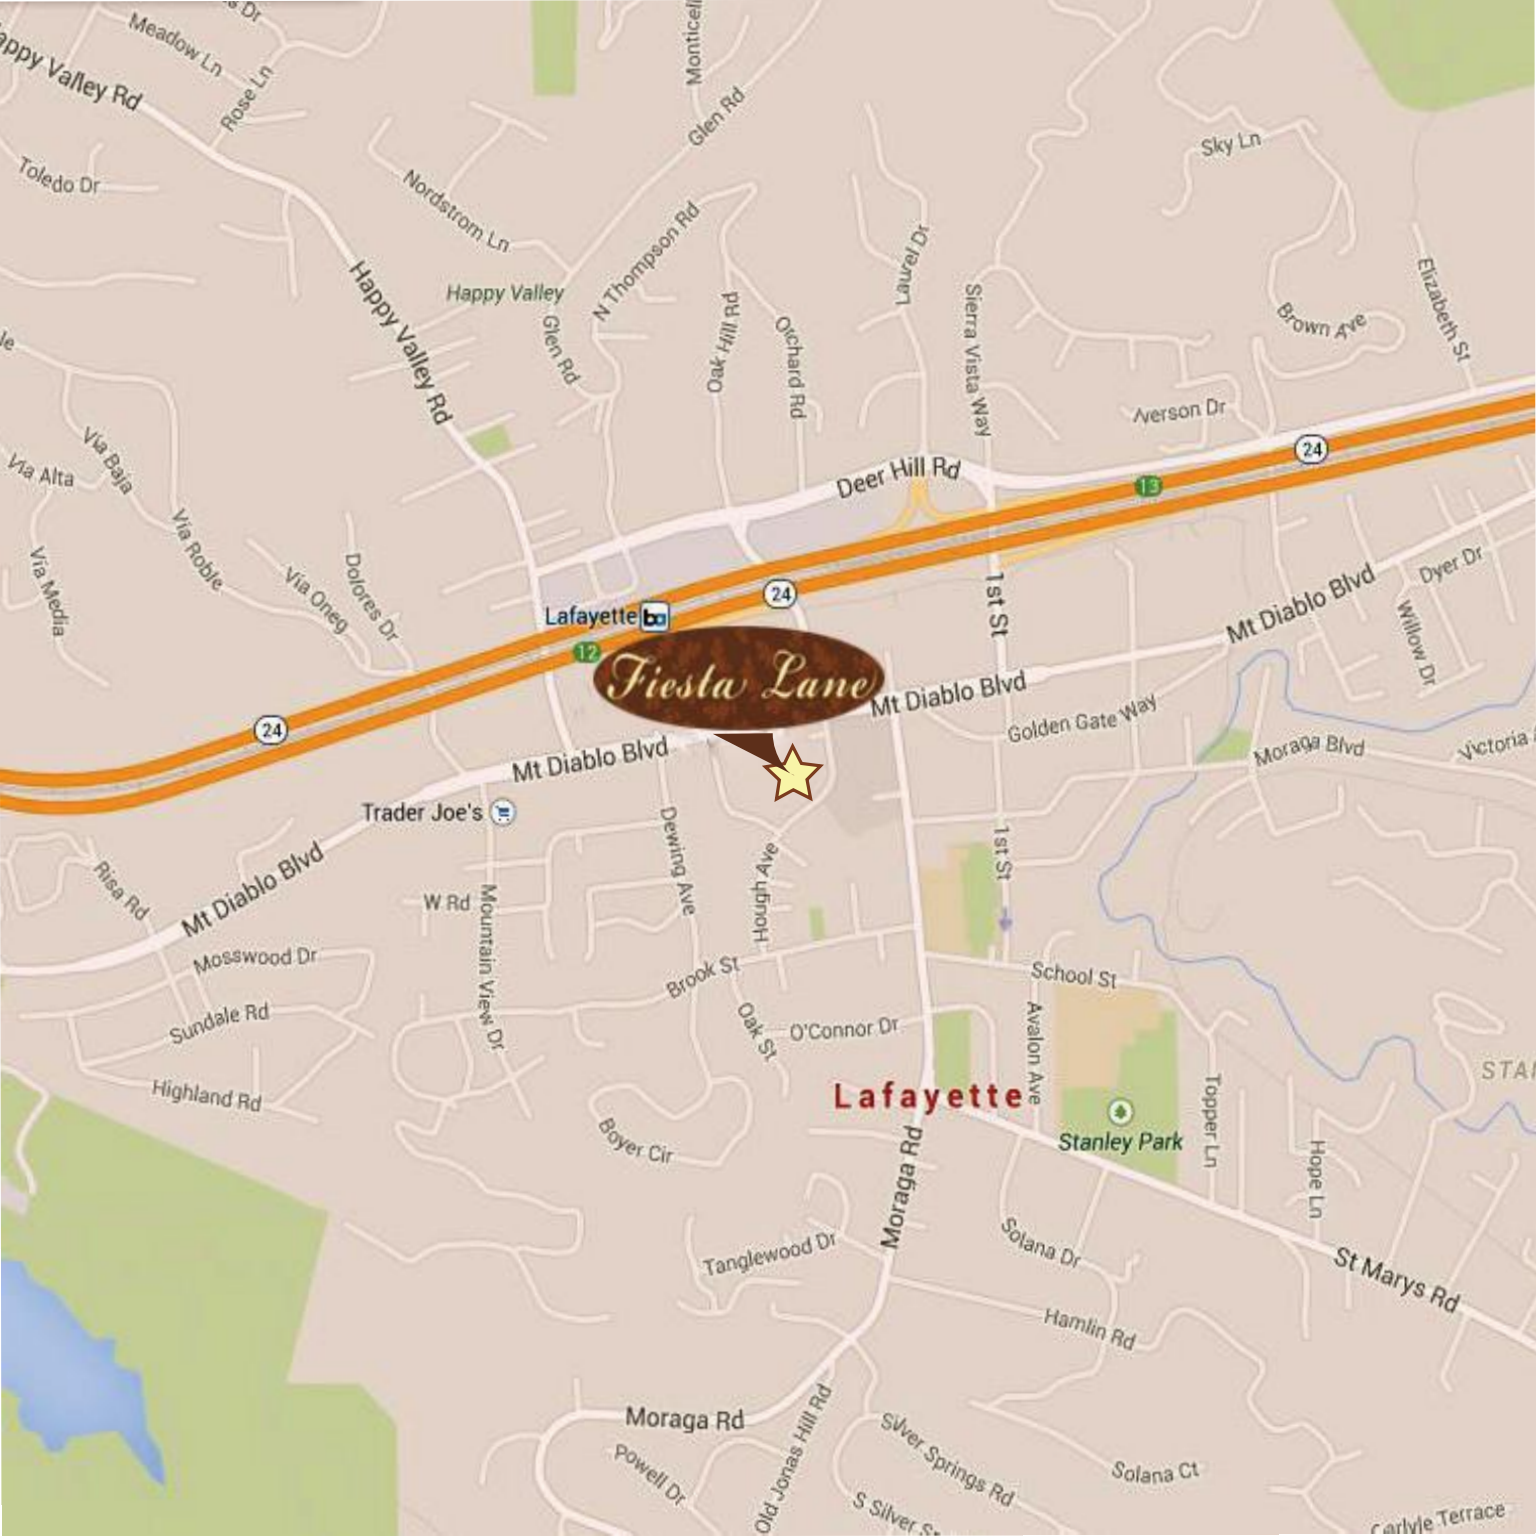 s Dr
Meadow Ln
appy Valley Rd
Rose Ln
Monticell
Glen Rd
Sky Ln
Toledo Dr
Nordstrom Ln
N Thompson Rd
Laurel Dr
Happy Valley Rd
Happy Valley
Glen Rd
Oak Hill Rd
Orchard Rd
Sierra Vista Way
Brown Ave
Elizabeth St
le
Averson Dr
Via Alta
Via Baja
Deer Hill Rd
24
13
Via Roble
Via Media
Via Oneg
Dolores Dr
Lafayette
ba
24
1st St
Mt Diablo Blvd
Dyer Dr
Willow Dr
12
Fiesta Lane
Mt Diablo Blvd
Golden Gate Way
24
Mt Diablo Blvd
Moraga Blvd
Victoria A
Trader Joe's
Dewing Ave
Hough Ave
1st St
Risa Rd
Mt Diablo Blvd
W Rd
Mountain View Dr
Mosswood Dr
Brook St
School St
Sundale Rd
Oak St
O'Connor Dr
Avalon Ave
Highland Rd
Lafayette
Topper Ln
STAN
Boyer Cir
Stanley Park
Moraga Rd
Hope Ln
Tanglewood Dr
Solana Dr
St Marys Rd
Hamlin Rd
Moraga Rd
Old Jonas Hill Rd
Silver Springs Rd
Powell Dr
Solana Ct
S Silver S
Carlyle Terrace